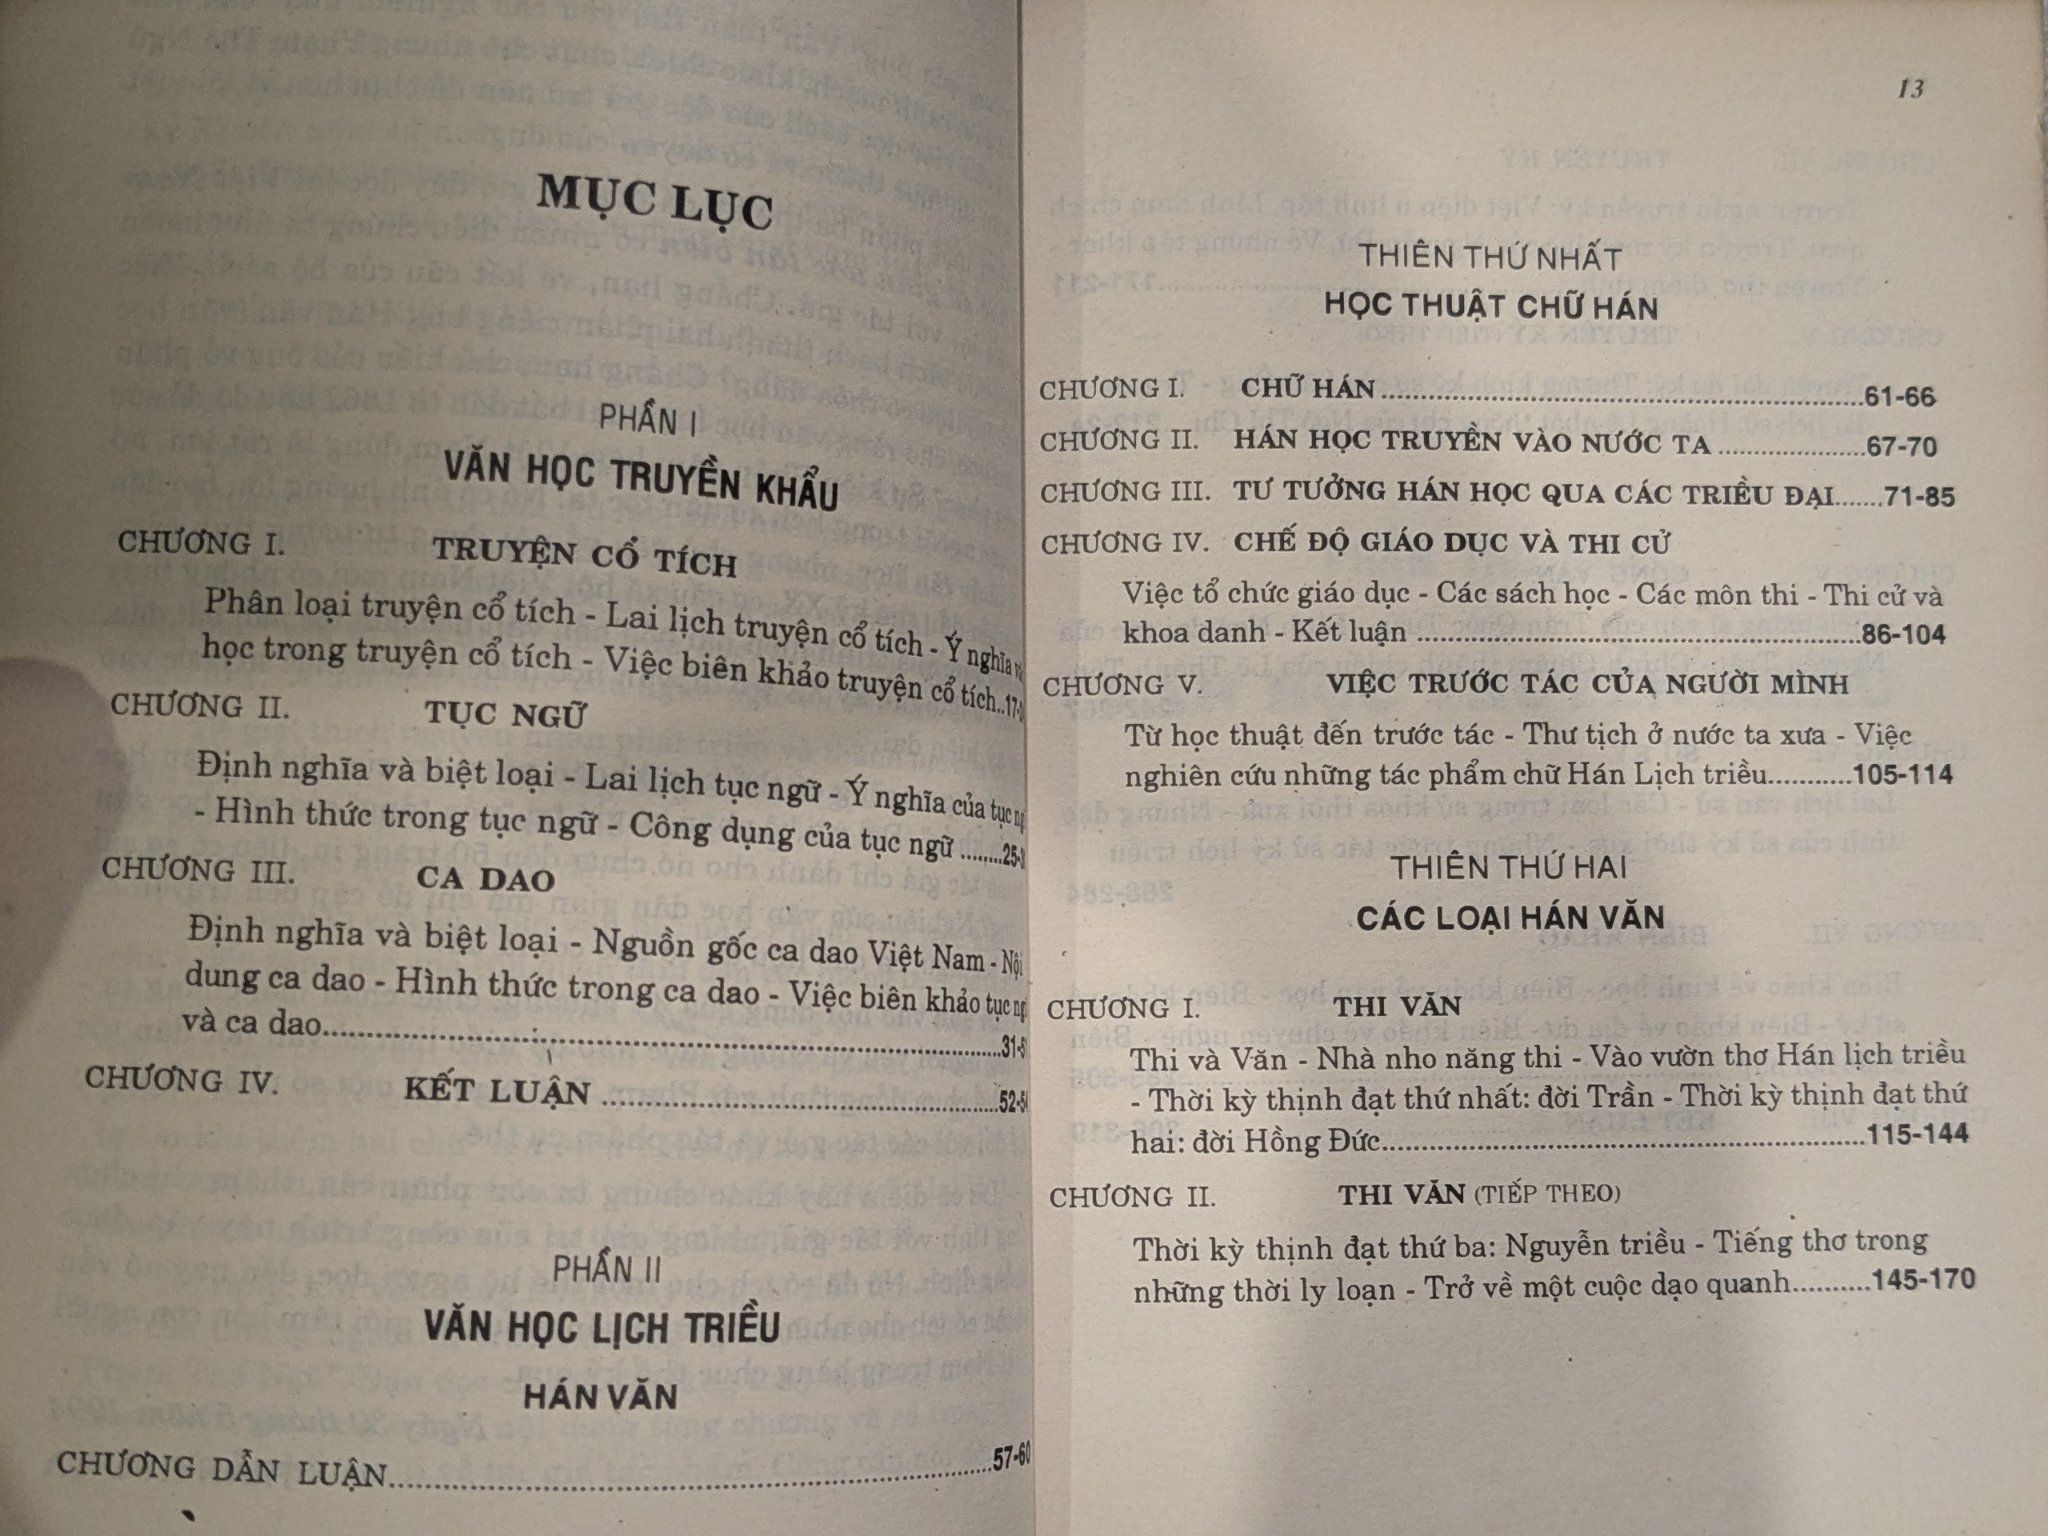 MỤC LỤC
PHẦN I
VĂN HỌC TRUYỀN KHẨU
CHƯƠNG I. TRUYỆN CỔ TÍCH
Phân loại truyện cổ tích - Lai lịch truyện cổ tích - Ý nghĩa
học trong truyện cổ tích - Việc biên khảo truyện cổ tích..17-
CHƯƠNG II. TỤC NGỮ
Định nghĩa và biệt loại - Lai lịch tục ngữ - Ý nghĩa của tục
- Hình thức trong tục ngữ - Công dụng của tục ngữ ........25-
CHƯƠNG III. CA DAO
Định nghĩa và biệt loại - Nguồn gốc ca dao Việt Nam - Nội
dung ca dao - Hình thức trong ca dao - Việc biên khảo tục
và ca dao..........31-
CHƯƠNG IV. KẾT LUẬN ..........52-
PHẦN II
VĂN HỌC LỊCH TRIỀU
HÁN VĂN
CHƯƠNG DẪN LUẬN..........57-60
13
THIÊN THỨ NHẤT
HỌC THUẬT CHỮ HÁN
CHƯƠNG I. CHỮ HÁN ..........61-66
CHƯƠNG II. HÁN HỌC TRUYỀN VÀO NƯỚC TA ..........67-70
CHƯƠNG III. TƯ TƯỞNG HÁN HỌC QUA CÁC TRIỀU ĐẠI.......71-85
CHƯƠNG IV. CHẾ ĐỘ GIÁO DỤC VÀ THI CỬ
Việc tổ chức giáo dục - Các sách học - Các môn thi - Thi cử và
khoa danh - Kết luận ..........86-104
CHƯƠNG V. VIỆC TRƯỚC TÁC CỦA NGƯỜI MÌNH
Từ học thuật đến trước tác - Thư tịch ở nước ta xưa - Việc
nghiên cứu những tác phẩm chữ Hán Lịch triều...........105-114
THIÊN THỨ HAI
CÁC LOẠI HÁN VĂN
CHƯƠNG I. THI VĂN
Thi và Văn - Nhà nho năng thi - Vào vườn thơ Hán lịch triều
- Thời kỳ thịnh đạt thứ nhất: đời Trần - Thời kỳ thịnh đạt thứ
hai: đời Hồng Đức..........115-144
CHƯƠNG II. THI VĂN (TIẾP THEO)
Thời kỳ thịnh đạt thứ ba: Nguyễn triều - Tiếng thơ trong
những thời ly loạn - Trở về một cuộc dạo quanh..........145-170